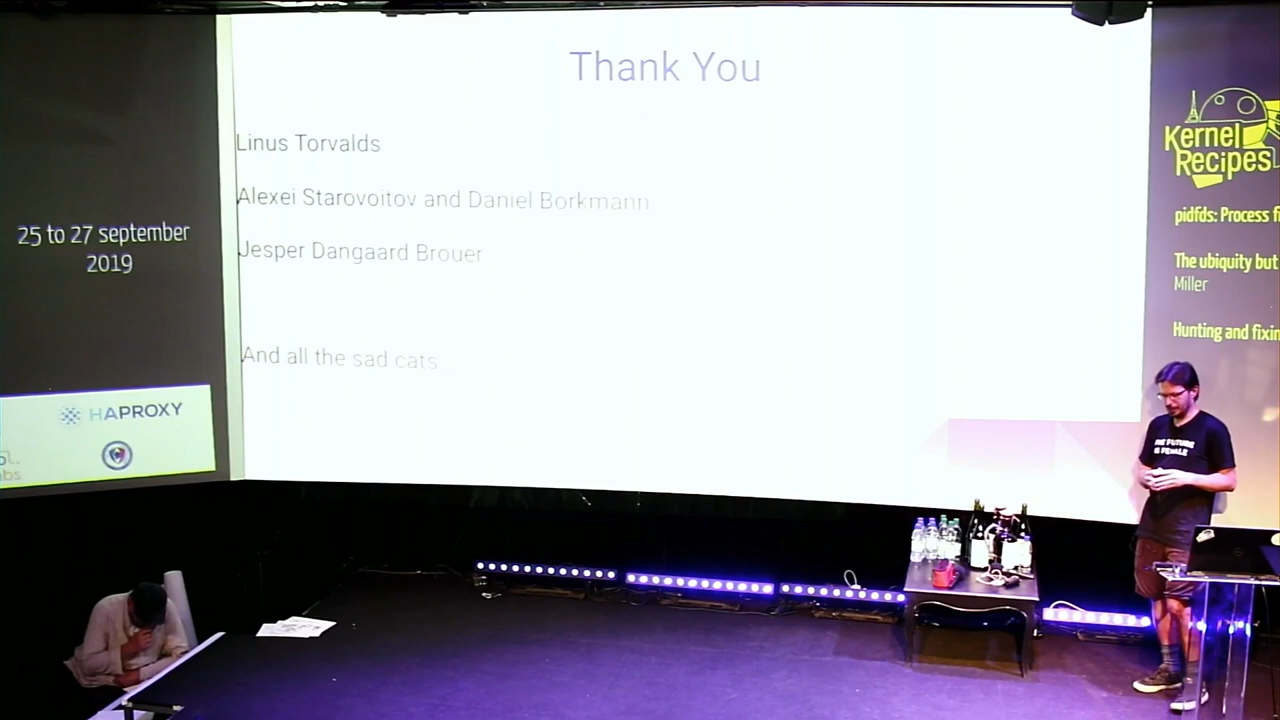 Thank You
Linus Torvalds
Alexei Starovoitov and Daniel Borkmann
Jesper Dangaard Brouer
And all the sad cats..
25 to 27 september
2019
HAPROXY
Kernel
Recipes
pidfds: Process
The ubiquity but
Miller
Hunting and
THE FUTURE
IS FEMALE